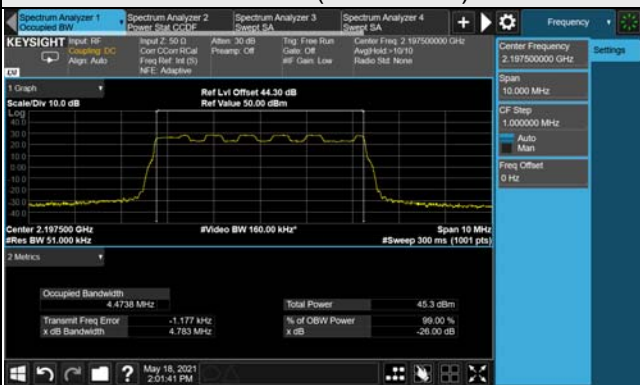 Spectrum Analyzer 1
Occupied BW
Spectrum Analyzer 2
Power Stat CCDF
Spectrum Analyzer 3
Swept SA
Spectrum Analyzer 4
Swept SA
Frequency
KEYSIGHT
Input: RF
Coupling: DC
Align: Auto
Input Z: 50 Ω
Corr CCorr RCal
Freq Ref: Int (S)
NFE: Adaptive
Atten: 30 dB
Preamp: Off
Trig: Free Run
Gate: Off
#IF Gain: Low
Center Freq: 2.197500000 GHz
Avg|Hold:>10/10
Radio Std: None
Center Frequency
2.197500000 GHz
Settings
Span
10.000 MHz
CF Step
1.000000 MHz
Auto
Man
Freq Offset
0 Hz
1 Graph
Scale/Div 10.0 dB
Ref Lvl Offset 44.30 dB
Ref Value 50.00 dBm
Log
40.0
30.0
20.0
10.0
0.00
-10.0
-20.0
-30.0
-40.0
Center 2.197500 GHz
#Res BW 51.000 kHz
#Video BW 160.00 kHz*
Span 10 MHz
#Sweep 300 ms (1001 pts)
2 Metrics
Occupied Bandwidth
4.4738 MHz
Total Power
45.3 dBm
Transmit Freq Error
-1.177 kHz
% of OBW Power
99.00 %
x dB Bandwidth
4.783 MHz
x dB
-26.00 dB
May 18, 2021
2:01:41 PM